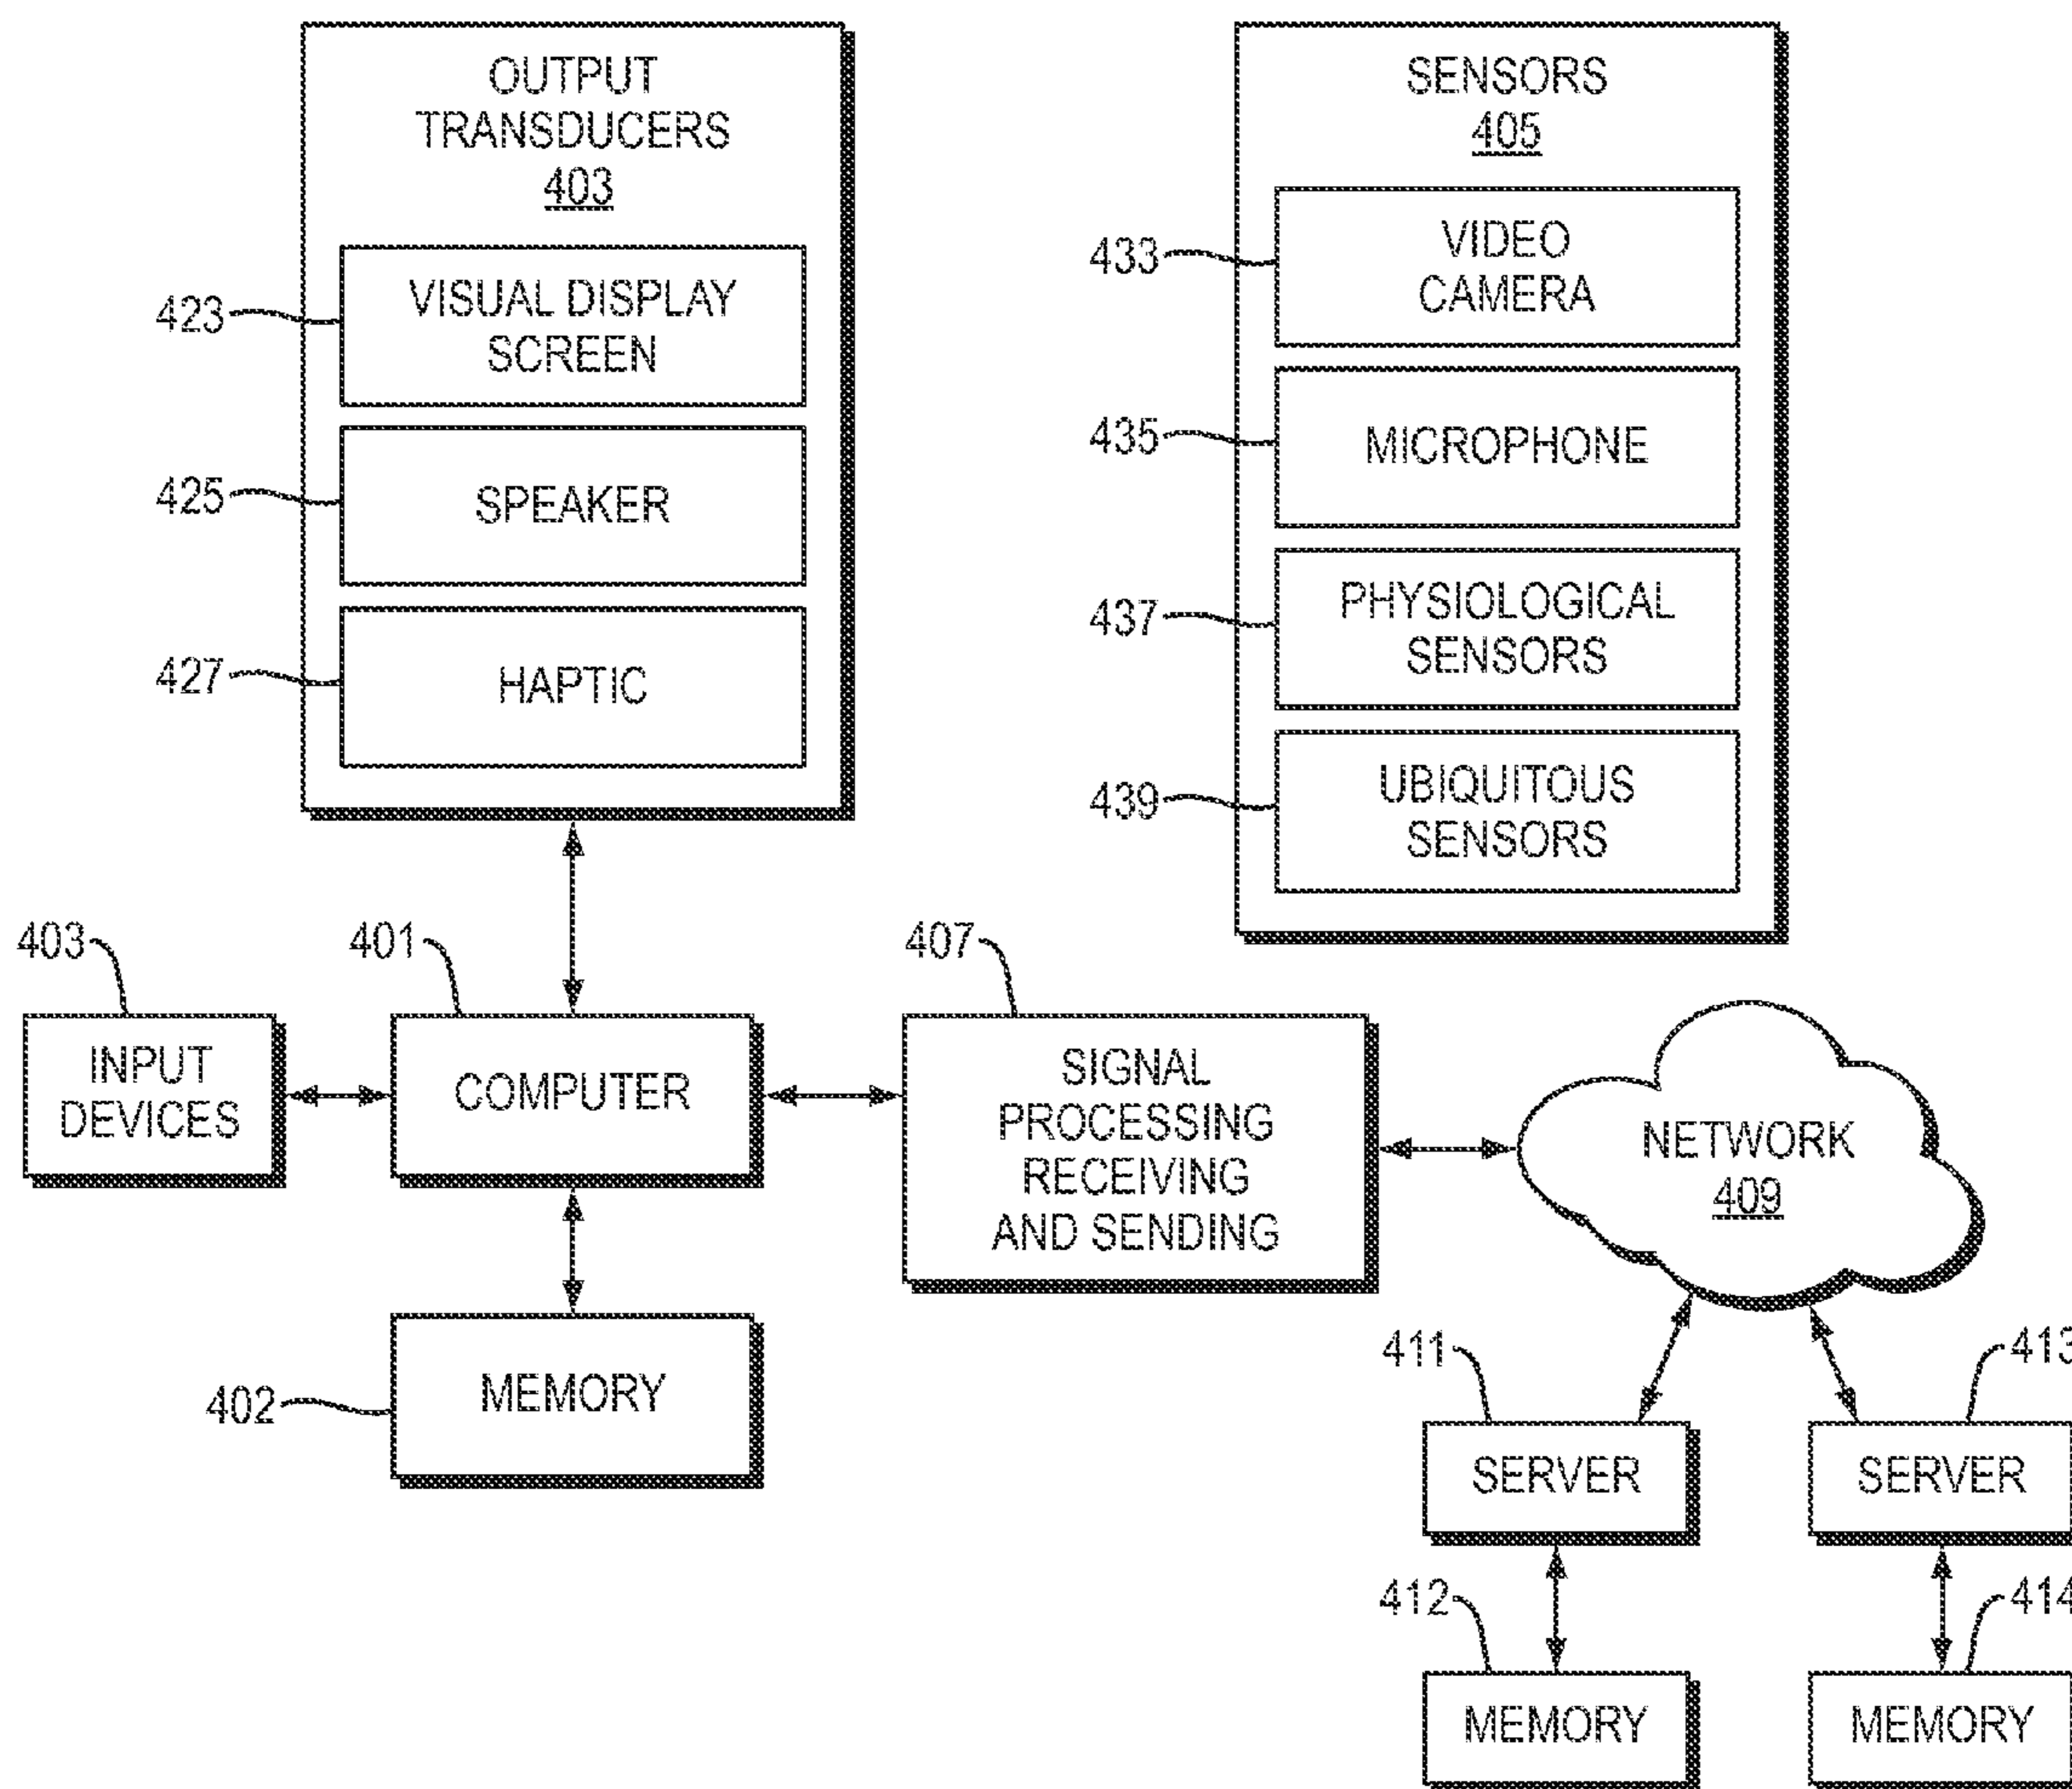 OUTPUT
TRANSDUCERS
403
423
VISUAL DISPLAY
SCREEN
425
SPEAKER
427
HAPTIC
SENSORS
405
433
VIDEO
CAMERA
435
MICROPHONE
437
PHYSIOLOGICAL
SENSORS
439
UBIQUITOUS
SENSORS
403
INPUT
DEVICES
401
COMPUTER
407
SIGNAL
PROCESSING
RECEIVING
AND SENDING
NETWORK
409
402
MEMORY
411
SERVER
413
SERVER
412
MEMORY
414
MEMORY